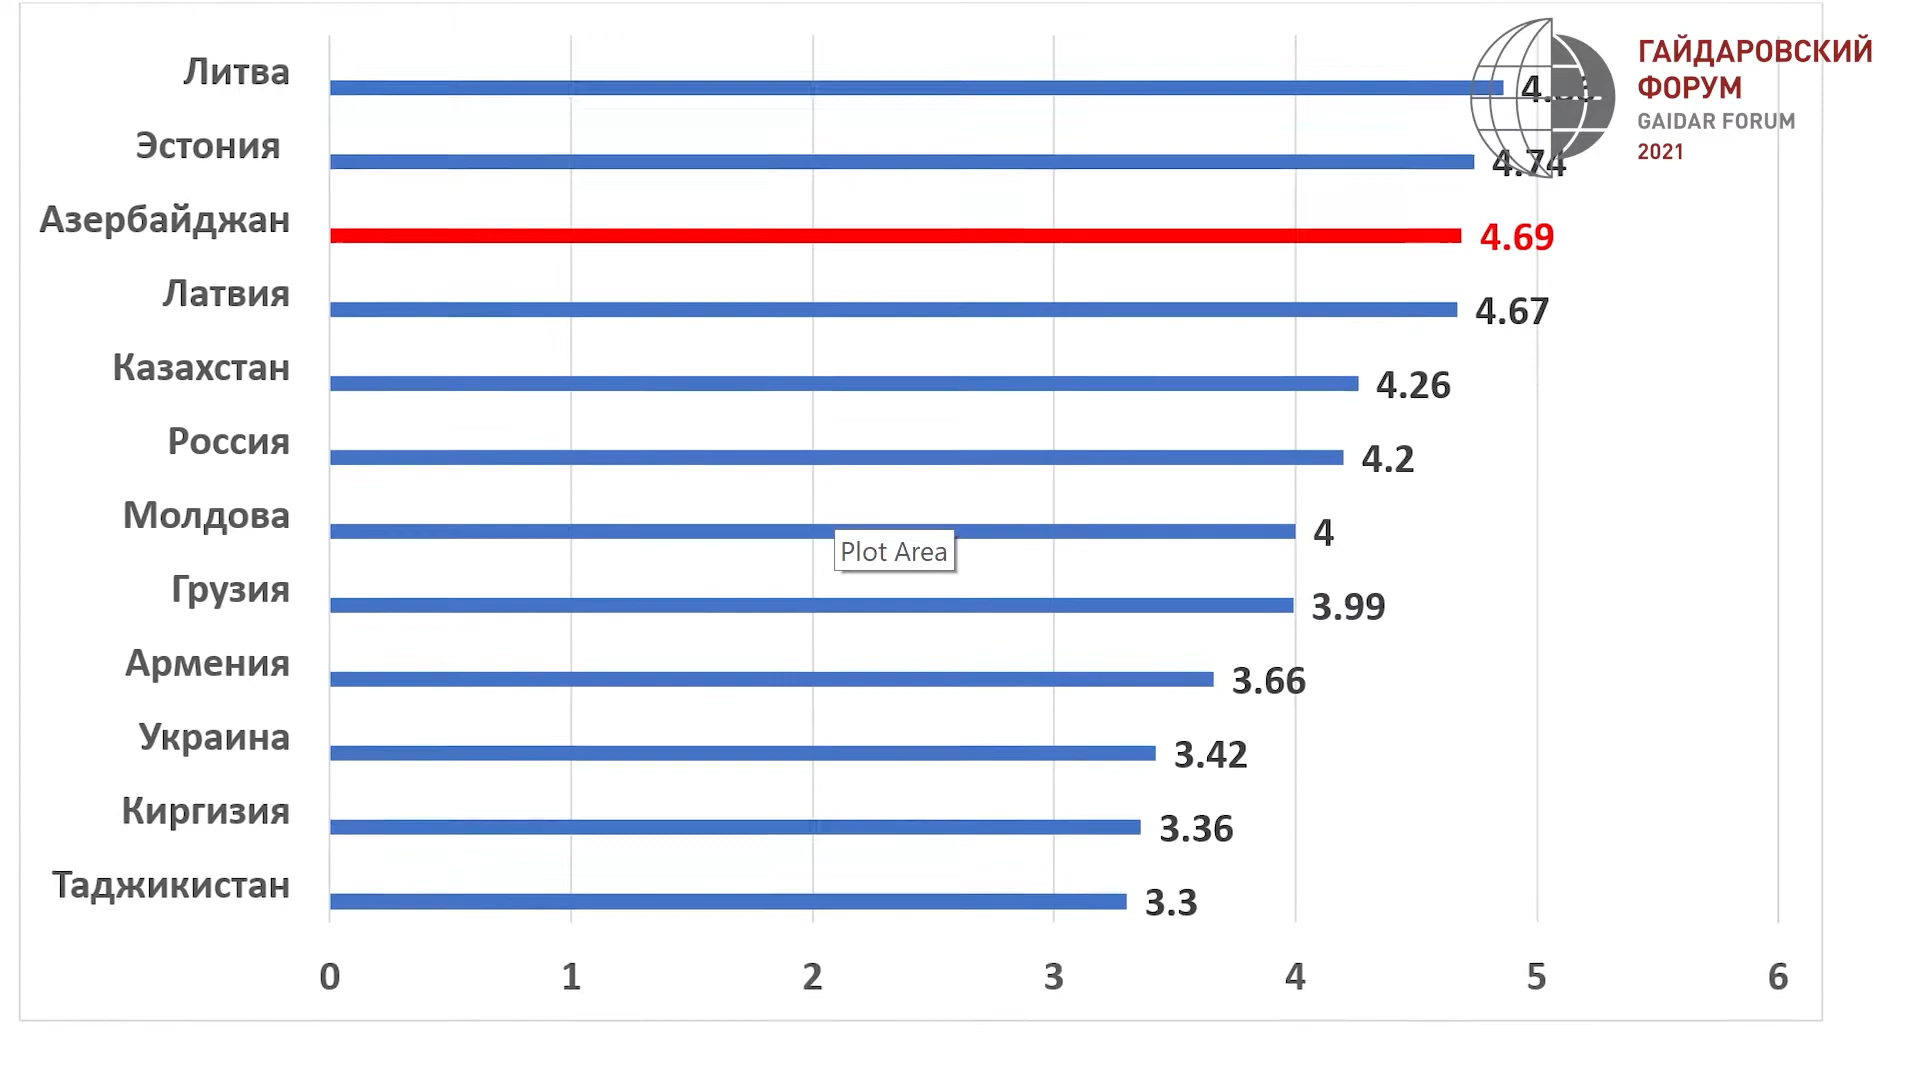 Литва
Эстония 4.74
Азербайджан 4.69
Латвия 4.67
Казахстан 4.26
Россия 4.2
Молдова 4
Plot Area
Грузия 3.99
Армения 3.66
Украина 3.42
Киргизия 3.36
Таджикистан 3.3
0 1 2 3 4 5 6
ГАЙДАРОВСКИЙ
ФОРУМ
GAIDAR FORUM
2021